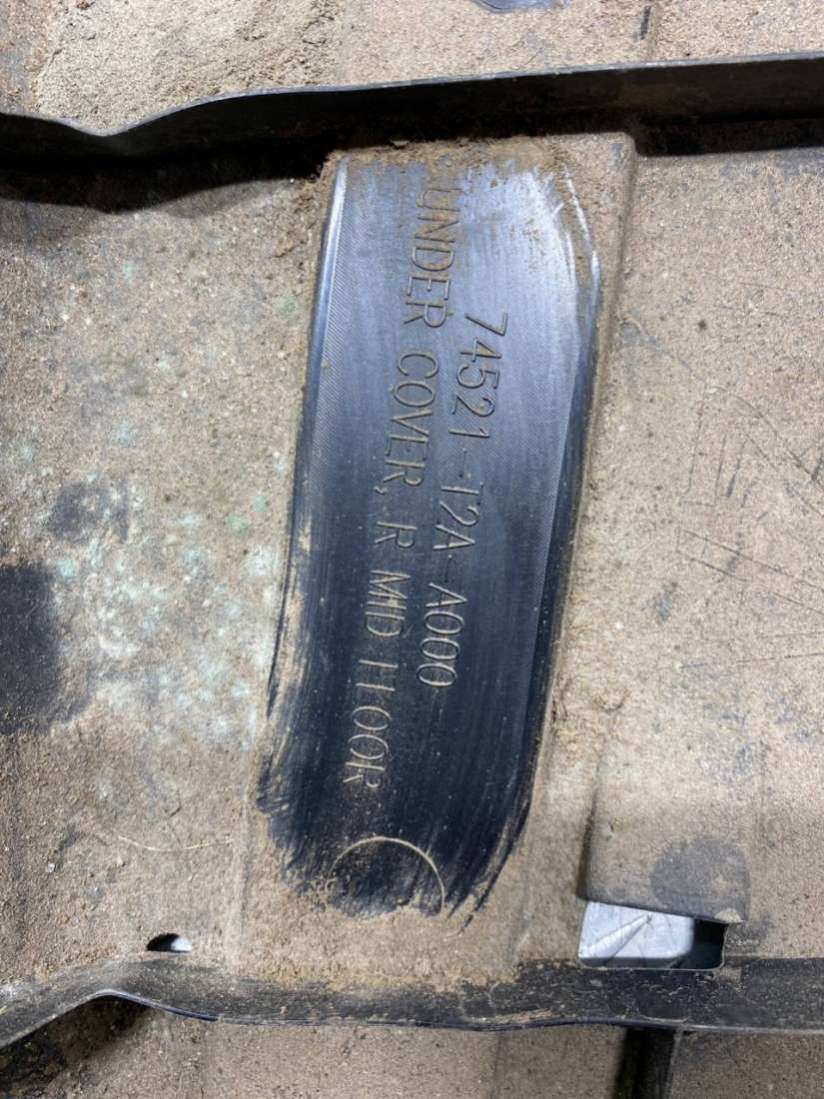 74521-T2A-A000
UNDER COVER, R MID FLOOR